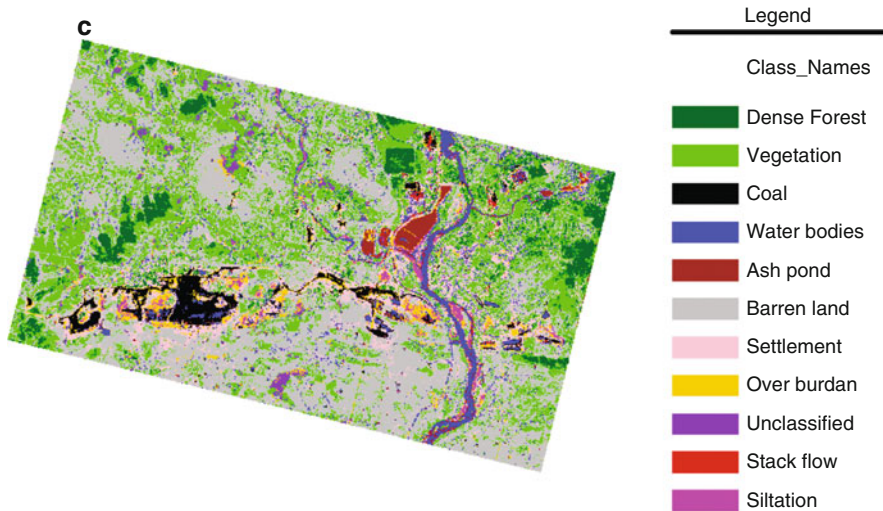 c
Legend
Class_Names
Dense Forest
Vegetation
Coal
Water bodies
Ash pond
Barren land
Settlement
Over burdan
Unclassified
Stack flow
Siltation